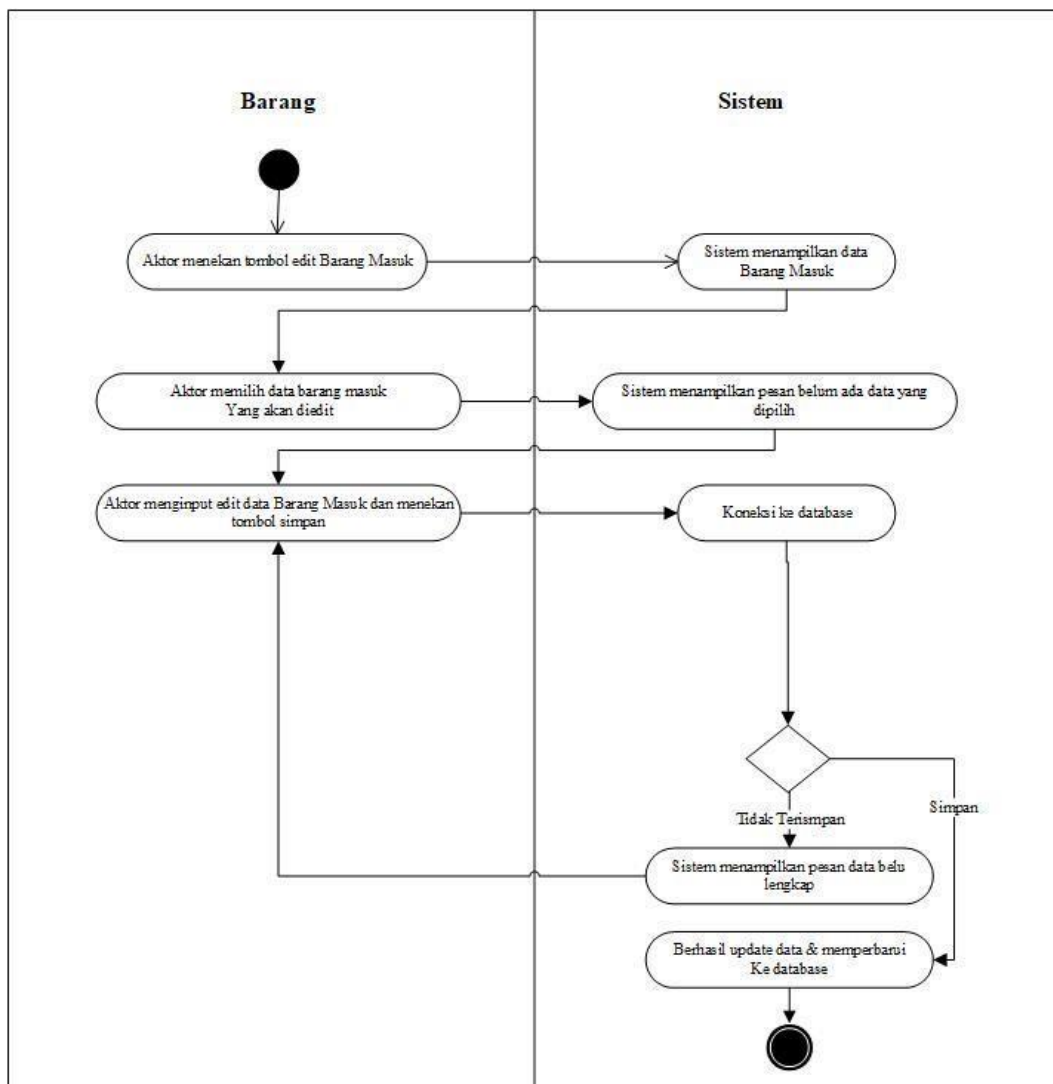 Barang
Sistem
Aktor menekan tombol edit Barang Masuk
Sistem menampilkan data
Barang Masuk
Aktor memilih data barang masuk
Yang akan diedit
Sistem menampilkan pesan belum ada data yang
dipilih
Aktor menginput edit data Barang Masuk dan menekan
tombol simpan
Koneksi ke database
Simpan
Tidak Terismpan
Sistem menampilkan pesan data belu
lengkap
Berhasil update data & memperbarui
Ke database